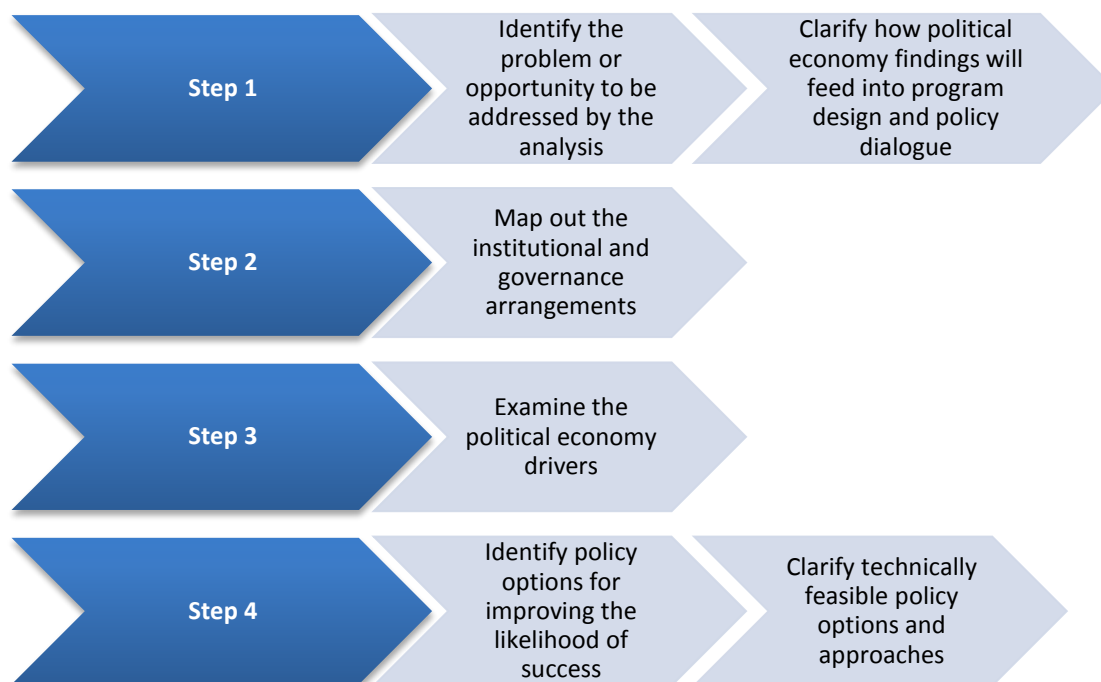 Step 1
Identify the
problem or
opportunity to be
addressed by the
analysis
Clarify how political
economy findings will
feed into program
design and policy
dialogue
Step 2
Map out the
institutional and
governance
arrangements
Step 3
Examine the
political economy
drivers
Step 4
Identify policy
options for
improving the
likelihood of
success
Clarify technically
feasible policy
options and
approaches